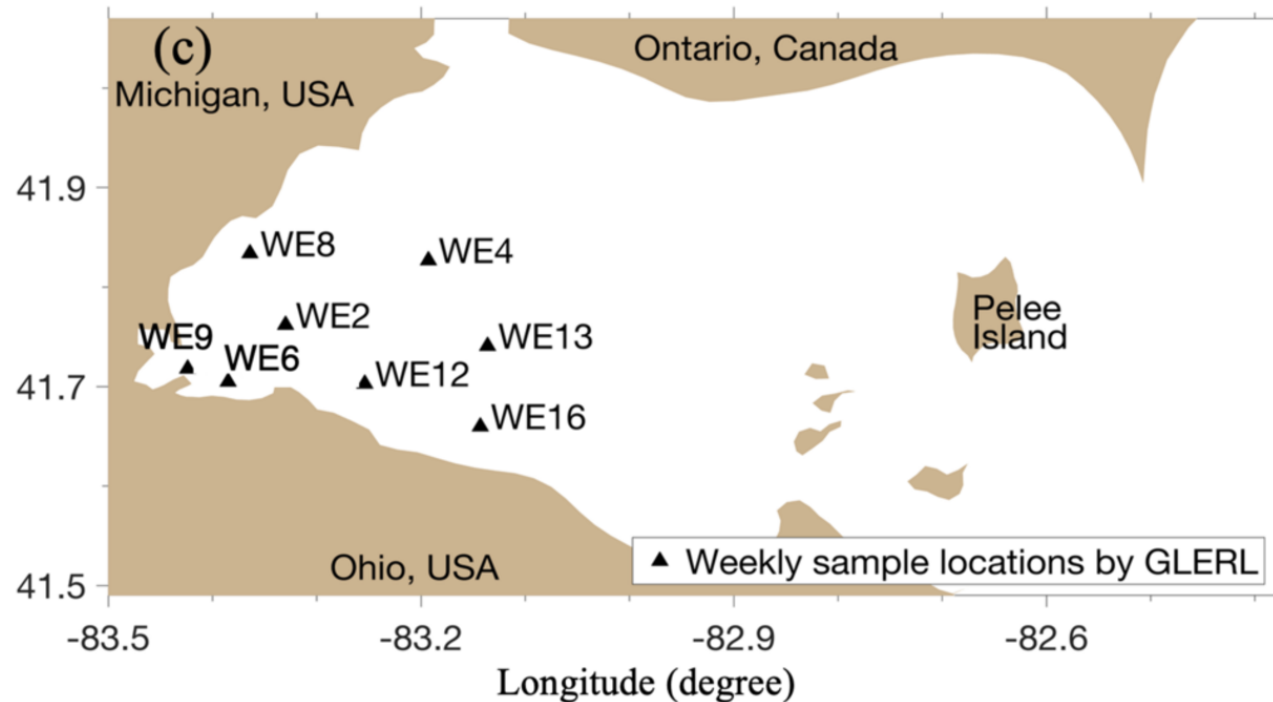 (c)
Ontario, Canada
Michigan, USA
41.9
WE8
WE4
WE2
Pelee
Island
WE9
WE13
WE6
WE12
41.7
WE16
Ohio, USA
Weekly sample locations by GLERL
41.5
-83.5
-83.2
-82.9
-82.6
Longitude (degree)